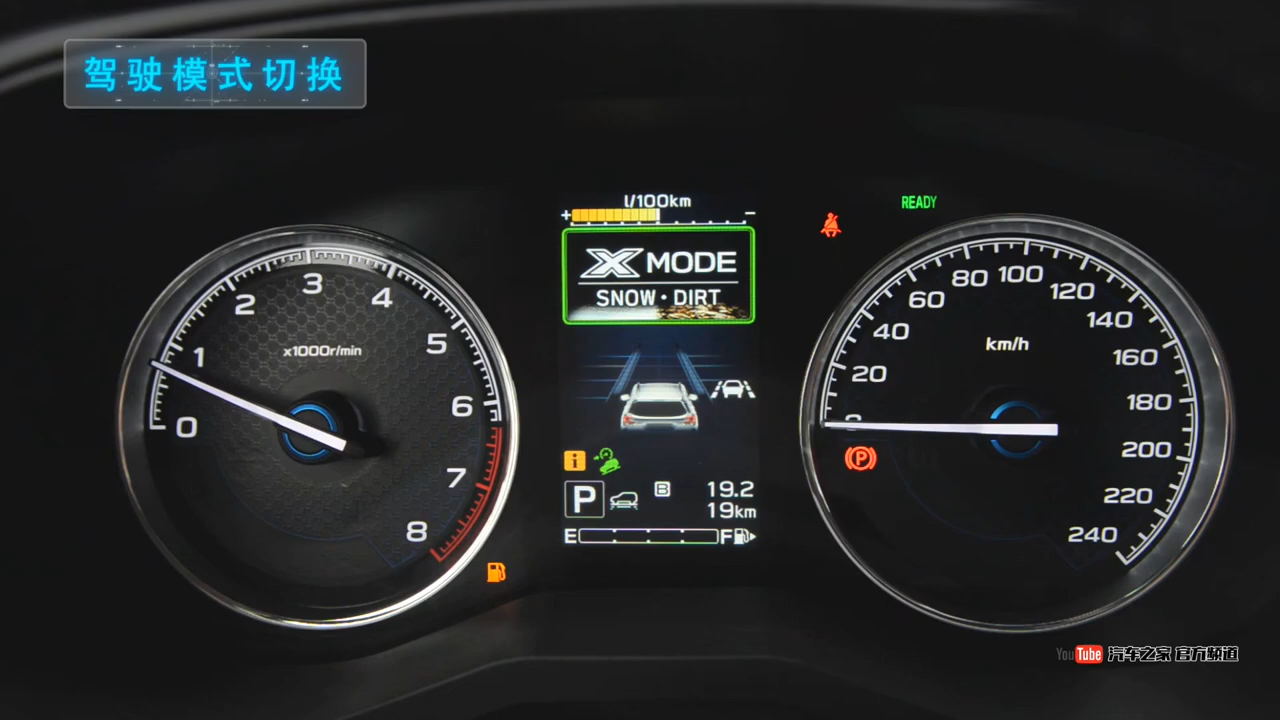 驾驶模式切换
l/100km
+ −
X MODE
SNOW・DIRT
READY
x1000r/min
0 1 2 3 4 5 6 7 8
km/h
0 20 40 60 80 100 120 140 160 180 200 220 240
i
P B 19.2
19km
E F
(P)
YouTube 汽车之家 官方频道